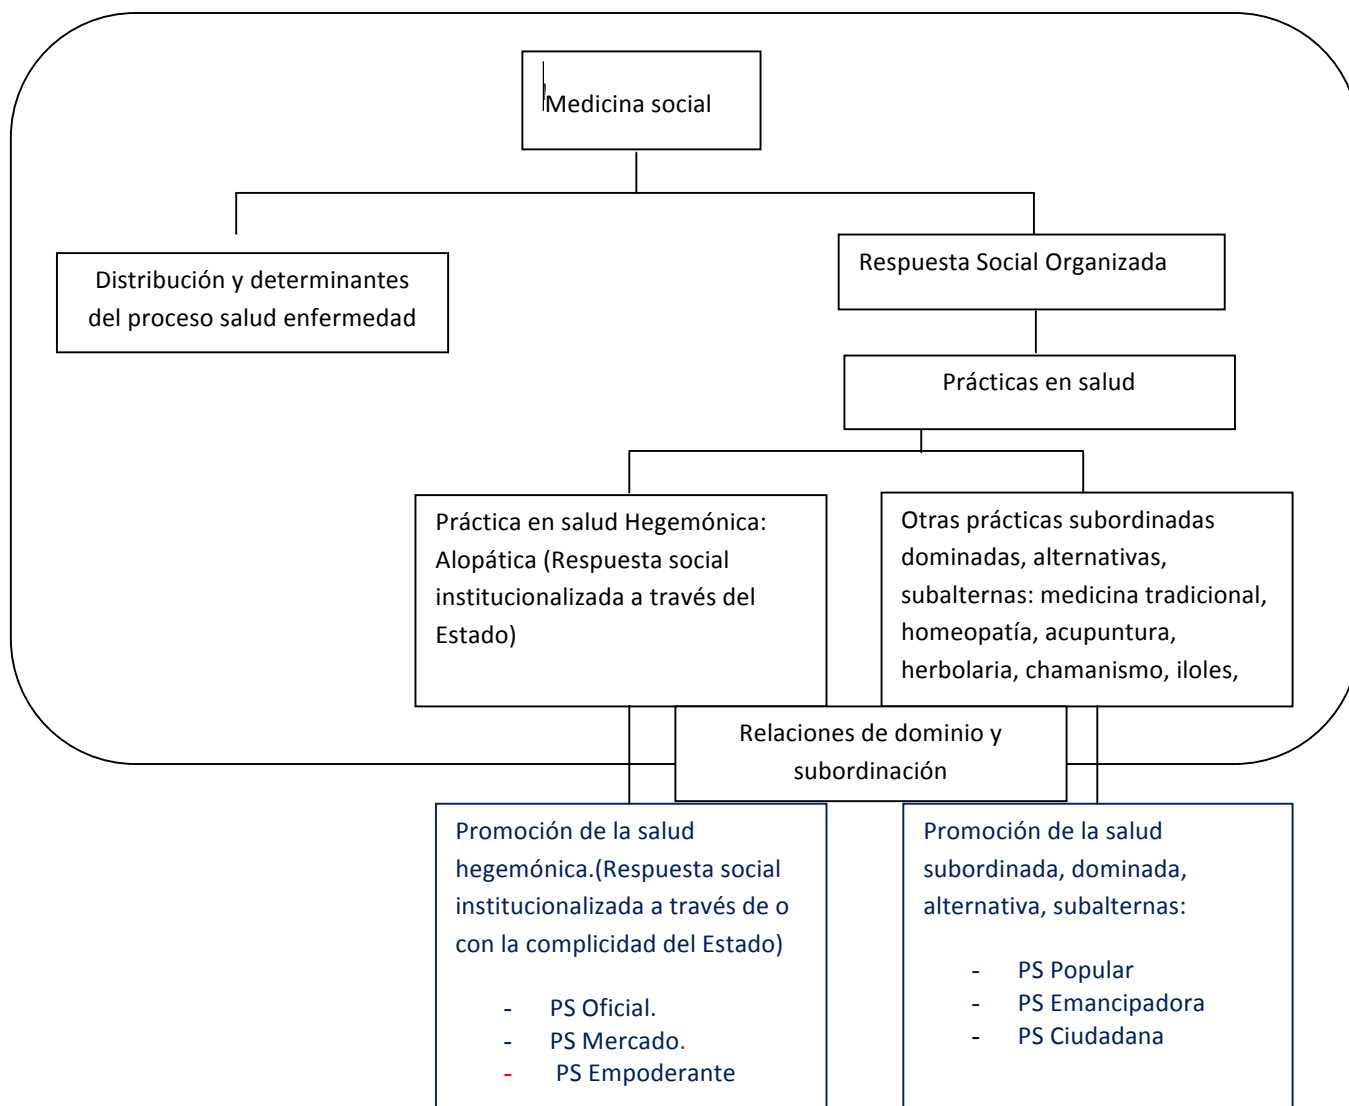 Medicina social
Distribución y determinantes
del proceso salud enfermedad
Respuesta Social Organizada
Prácticas en salud
Práctica en salud Hegemónica:
Alopática (Respuesta social
institucionalizada a través del
Estado)
Otras prácticas subordinadas
dominadas, alternativas,
subalternas: medicina tradicional,
homeopatía, acupuntura,
herbolaria, chamanismo, iloles,
Relaciones de dominio y
subordinación
Promoción de la salud
hegemónica.(Respuesta social
institucionalizada a través de o
con la complicidad del Estado)
- PS Oficial.
- PS Mercado.
- PS Empoderante
Promoción de la salud
subordinada, dominada,
alternativa, subalternas:
- PS Popular
- PS Emancipadora
- PS Ciudadana